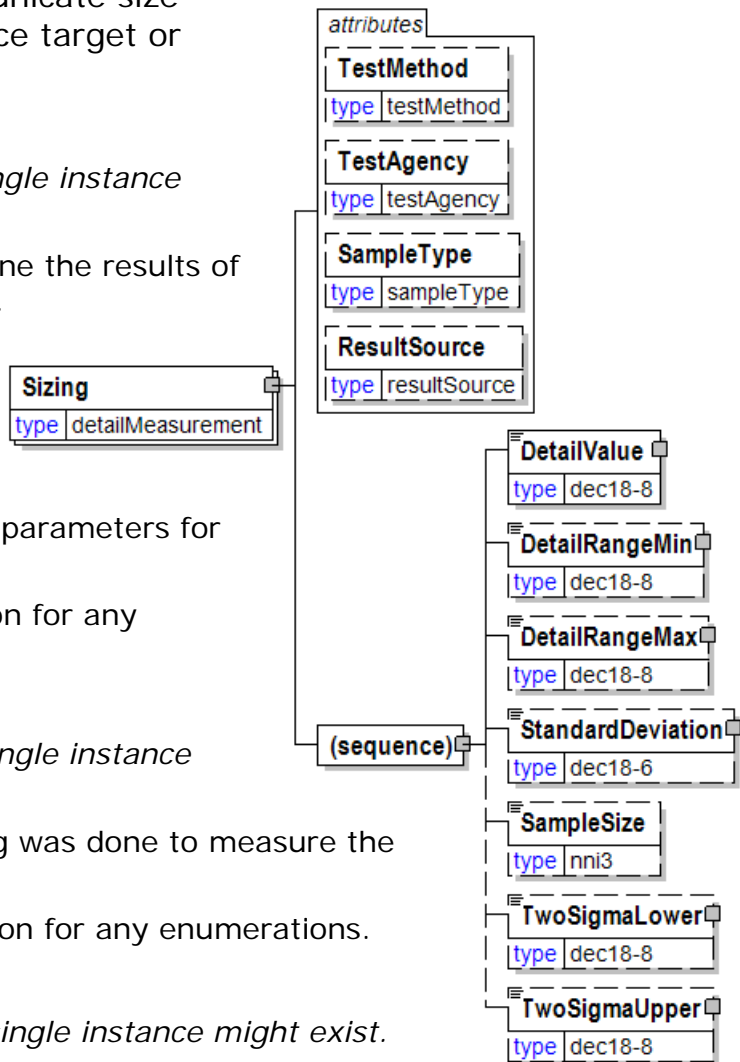 ce target or
attributes
TestMethod
type testMethod
ngle instance
TestAgency
type testAgency
ne the results of
SampleType
type sampleType
ResultSource
type resultSource
Sizing
type detailMeasurement
DetailValue
type dec18-8
parameters for
DetailRangeMin
type dec18-8
on for any
DetailRangeMax
type dec18-8
ngle instance
(sequence)
StandardDeviation
type dec18-6
g was done to measure the
SampleSize
type nni3
on for any enumerations.
TwoSigmaLower
type dec18-8
single instance might exist.
TwoSigmaUpper
type dec18-8